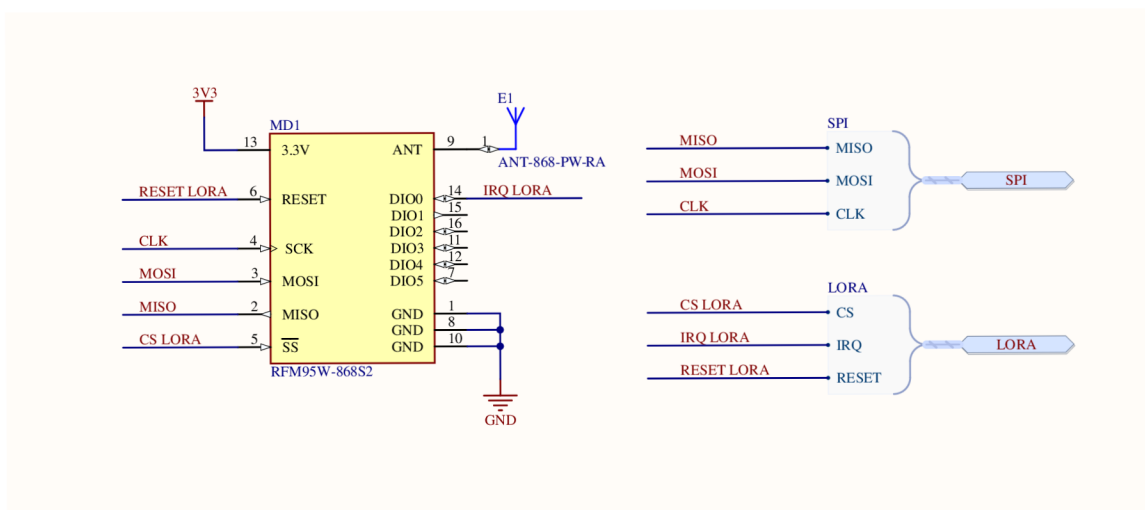 3V3
MD1
13 3.3V
RESET LORA 6 RESET
CLK 4 SCK
MOSI 3 MOSI
MISO 2 MISO
CS LORA 5 SS
RFM95W-868S2
ANT 9 1
E1
ANT-868-PW-RA
DIO0 14 IRQ LORA
DIO1 15
DIO2 16
DIO3 11
DIO4 12
DIO5 7
GND 1
GND 8
GND 10
GND
SPI
MISO MISO
MOSI MOSI
CLK CLK
SPI
LORA
CS LORA CS
IRQ LORA IRQ
RESET LORA RESET
LORA